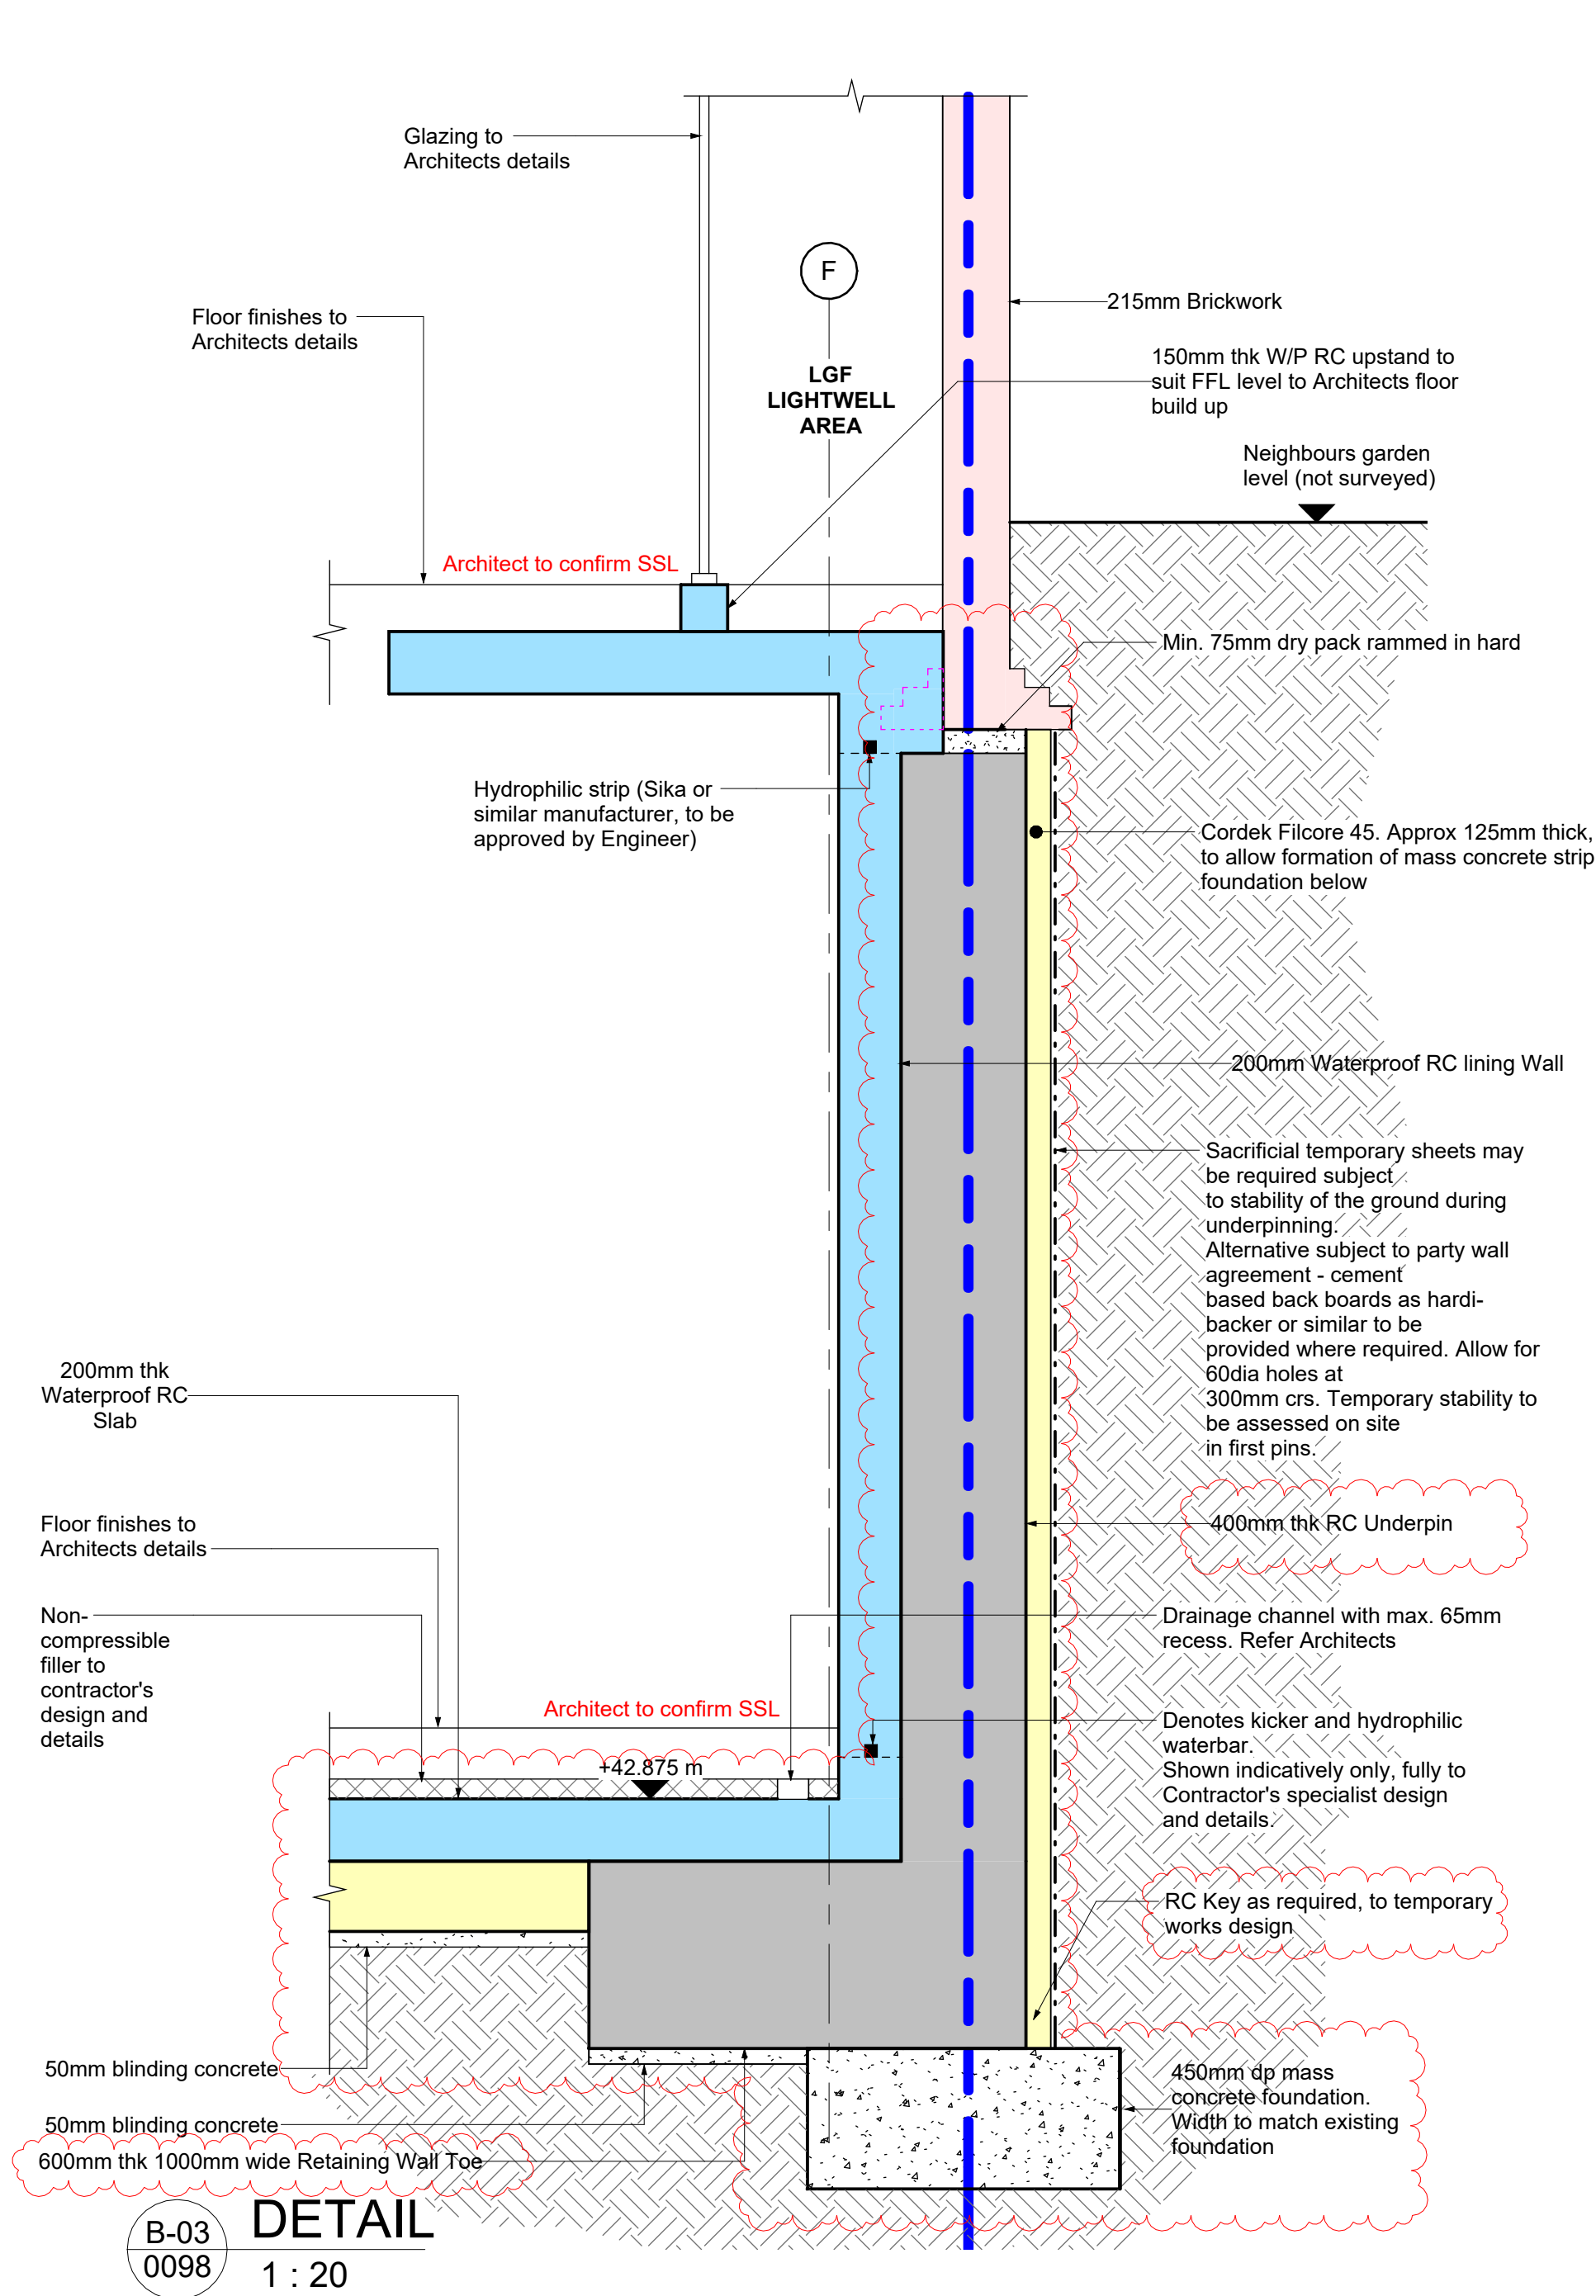 Glazing to
Architects details
F
Floor finishes to
Architects details
LGF
LIGHTWELL
AREA
215mm Brickwork
150mm thk W/P RC upstand to
suit FFL level to Architects floor
build up
Neighbours garden
level (not surveyed)
Architect to confirm SSL
Min. 75mm dry pack rammed in hard
Hydrophilic strip (Sika or
similar manufacturer, to be
approved by Engineer)
Cordek Filcore 45. Approx 125mm thick,
to allow formation of mass concrete strip
foundation below
200mm Waterproof RC lining Wall
Sacrificial temporary sheets may
be required subject
to stability of the ground during
underpinning.
Alternative subject to party wall
agreement - cement
based back boards as hardi-
backer or similar to be
provided where required. Allow for
60dia holes at
300mm crs. Temporary stability to
be assessed on site
in first pins.
200mm thk
Waterproof RC
Slab
Floor finishes to
Architects details
400mm thk RC Underpin
Non-
compressible
filler to
contractor's
design and
details
Drainage channel with max. 65mm
recess. Refer Architects
Architect to confirm SSL
+42.875 m
Denotes kicker and hydrophilic
waterbar.
Shown indicatively only, fully to
Contractor's specialist design
and details.
RC Key as required, to temporary
works design
50mm blinding concrete
50mm blinding concrete
600mm thk 1000mm wide Retaining Wall Toe
450mm dp mass
concrete foundation.
Width to match existing
foundation
B-03
0098
DETAIL
1 : 20